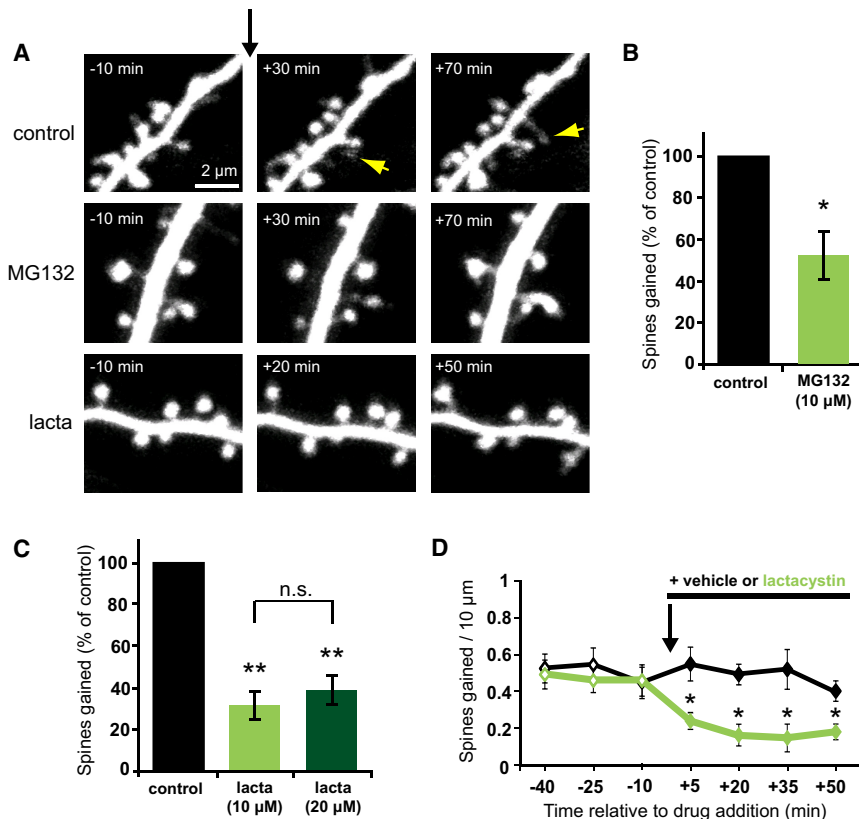 A
-10 min
+30 min
+70 min
control
2 µm
-10 min
+30 min
+70 min
MG132
-10 min
+20 min
+50 min
lacta
B
Spines gained (% of control)
100
80
60
40
20
0
*
control
MG132
(10 µM)
C
Spines gained (% of control)
100
80
60
40
20
0
n.s.
**
**
control
lacta
(10 µM)
lacta
(20 µM)
D
+ vehicle or lactacystin
Spines gained / 10 µm
1
0.8
0.6
0.4
0.2
0
*
*
*
*
-40
-25
-10
+5
+20
+35
+50
Time relative to drug addition (min)